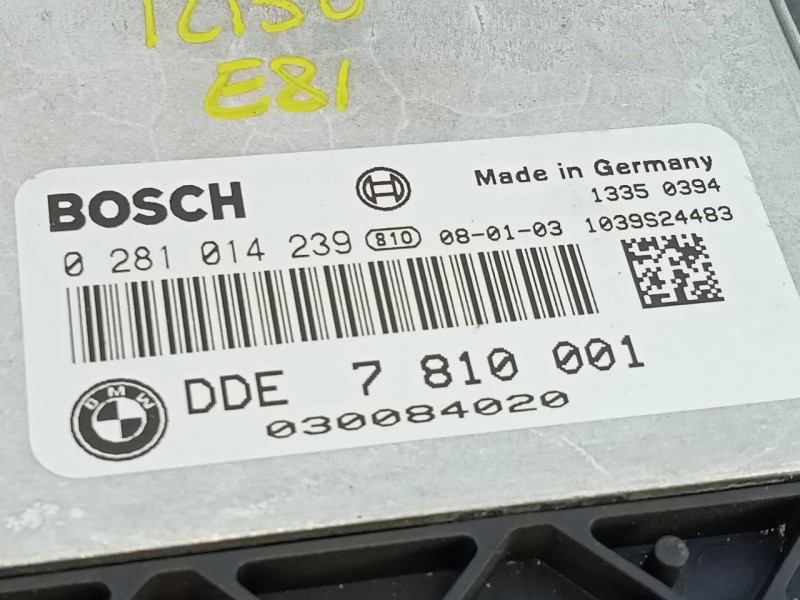 E81
BOSCH
Made in Germany
1335 0394
0 281 014 239 810 08-01-03 1039S24483
BMW DDE 7 810 001
030084020